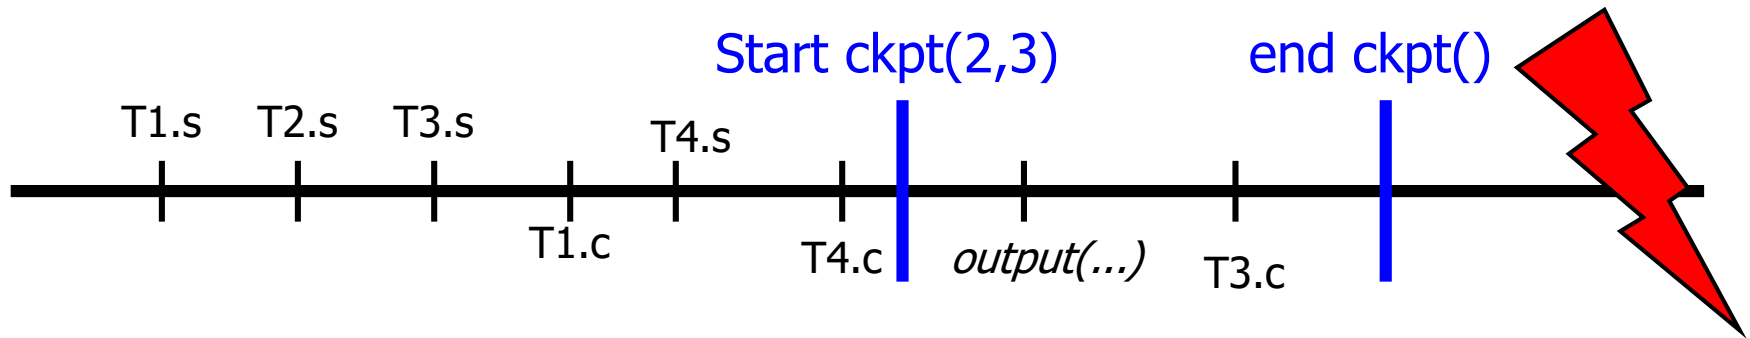 Start ckpt(2,3) end ckpt()
T1.s T2.s T3.s T4.s
T1.c T4.c output(...) T3.c